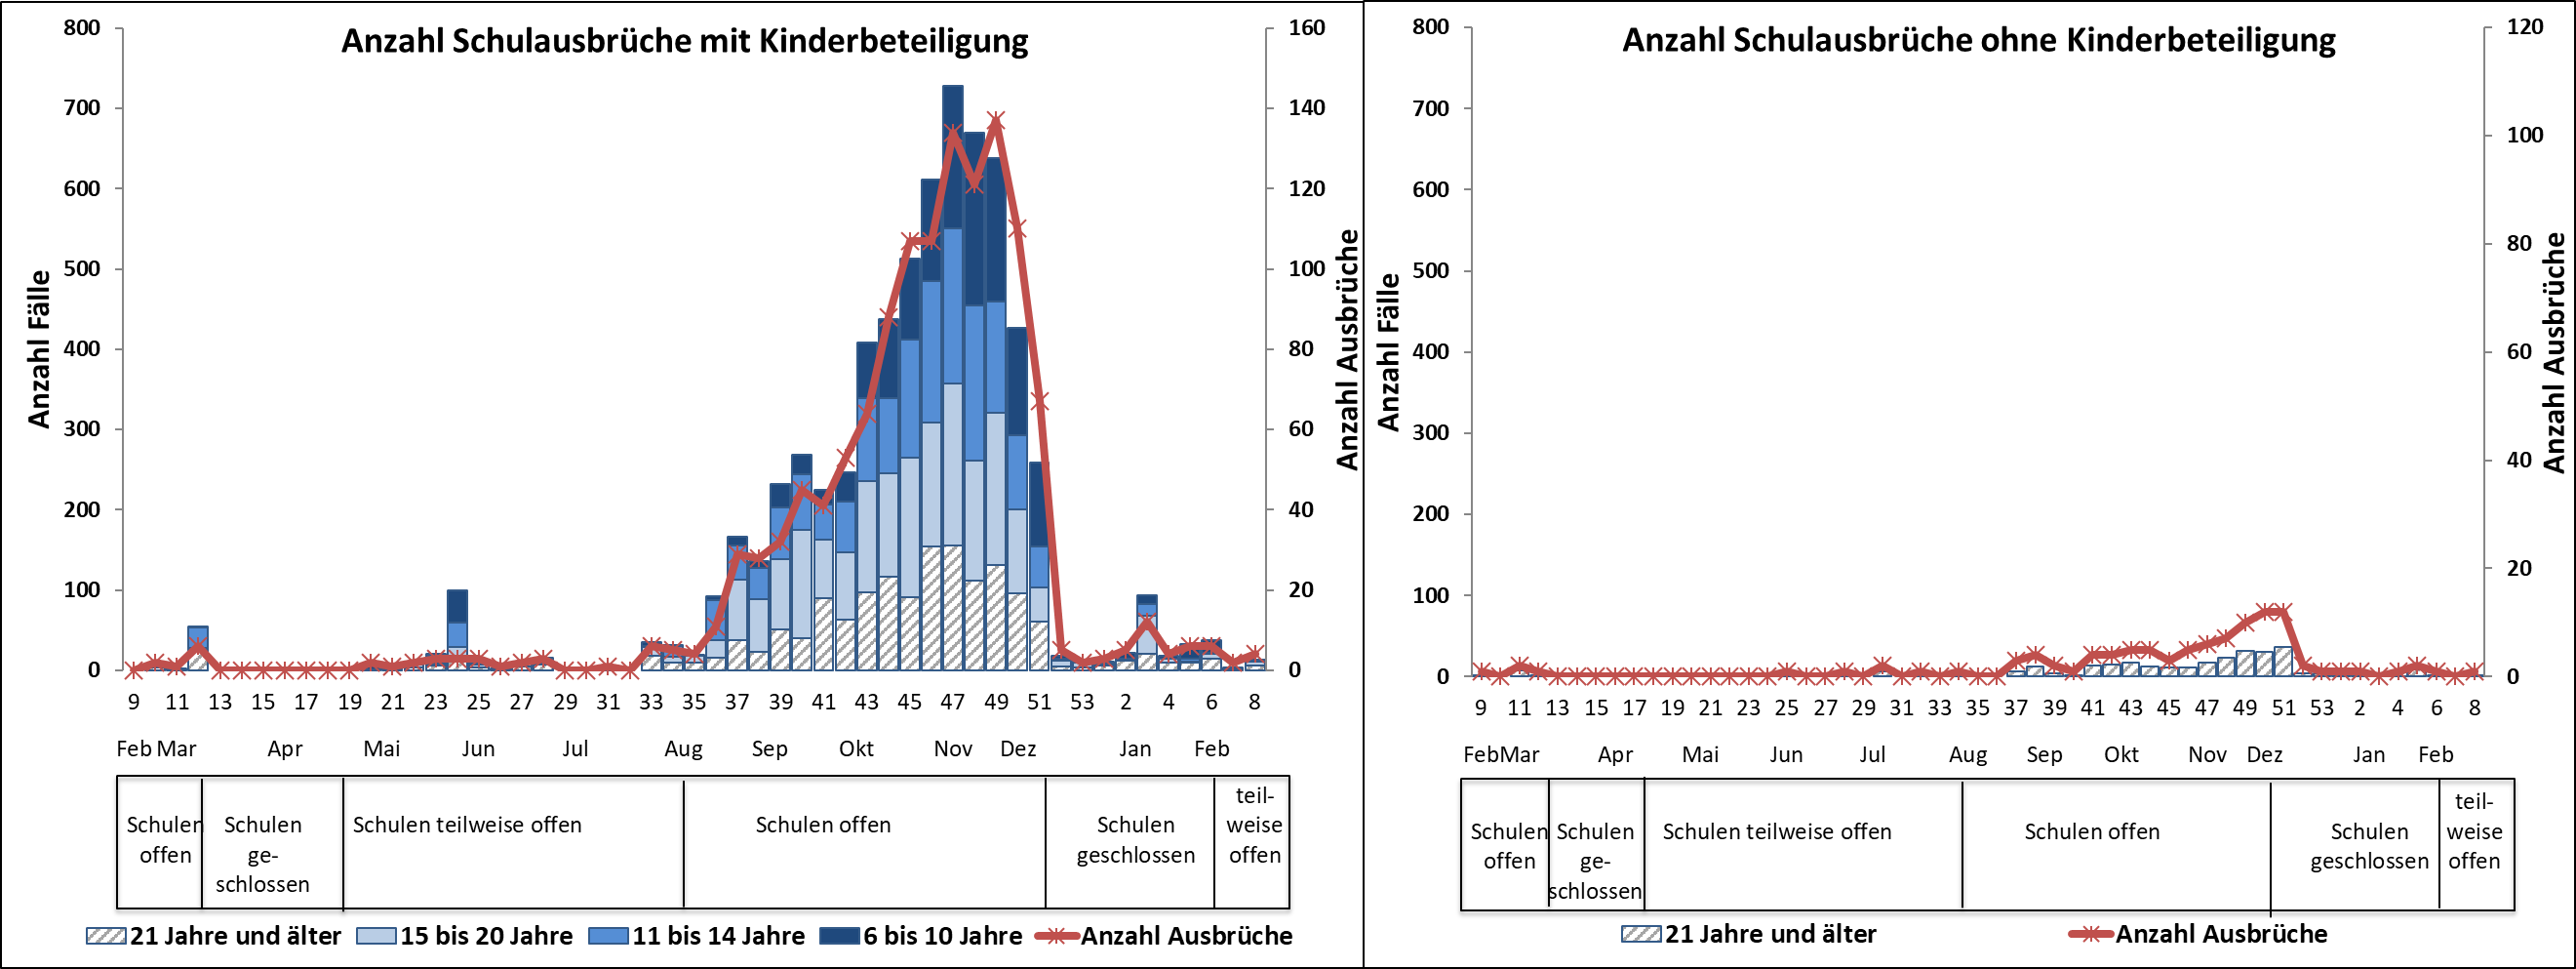 Anzahl Schulausbrüche mit Kinderbeteiligung
800
700
600
500
400
300
200
100
0
Anzahl Fälle
160
140
120
100
80
60
40
20
0
Anzahl Ausbrüche
9 11 13 15 17 19 21 23 25 27 29 31 33 35 37 39 41 43 45 47 49 51 53 2 4 6 8
Feb Mar Apr Mai Jun Jul Aug Sep Okt Nov Dez Jan Feb
Schulen
offen
Schulen
ge-
schlossen
Schulen teilweise offen
Schulen offen
Schulen
geschlossen
teil-
weise
offen
21 Jahre und älter 15 bis 20 Jahre 11 bis 14 Jahre 6 bis 10 Jahre Anzahl Ausbrüche
Anzahl Schulausbrüche ohne Kinderbeteiligung
800
700
600
500
400
300
200
100
0
Anzahl Fälle
120
100
80
60
40
20
0
Anzahl Ausbrüche
9 11 13 15 17 19 21 23 25 27 29 31 33 35 37 39 41 43 45 47 49 51 53 2 4 6 8
Feb Mar Apr Mai Jun Jul Aug Sep Okt Nov Dez Jan Feb
Schulen
offen
Schulen
ge-
schlossen
Schulen teilweise offen
Schulen offen
Schulen
geschlossen
teil-
weise
offen
21 Jahre und älter Anzahl Ausbrüche